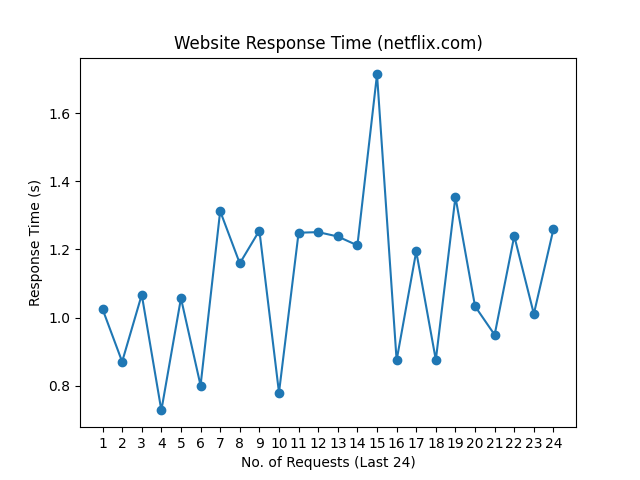 Website Response Time (netflix.com)
Response Time (s)
1.6
1.4
1.2
1.0
0.8
1 2 3 4 5 6 7 8 9 10 11 12 13 14 15 16 17 18 19 20 21 22 23 24
No. of Requests (Last 24)